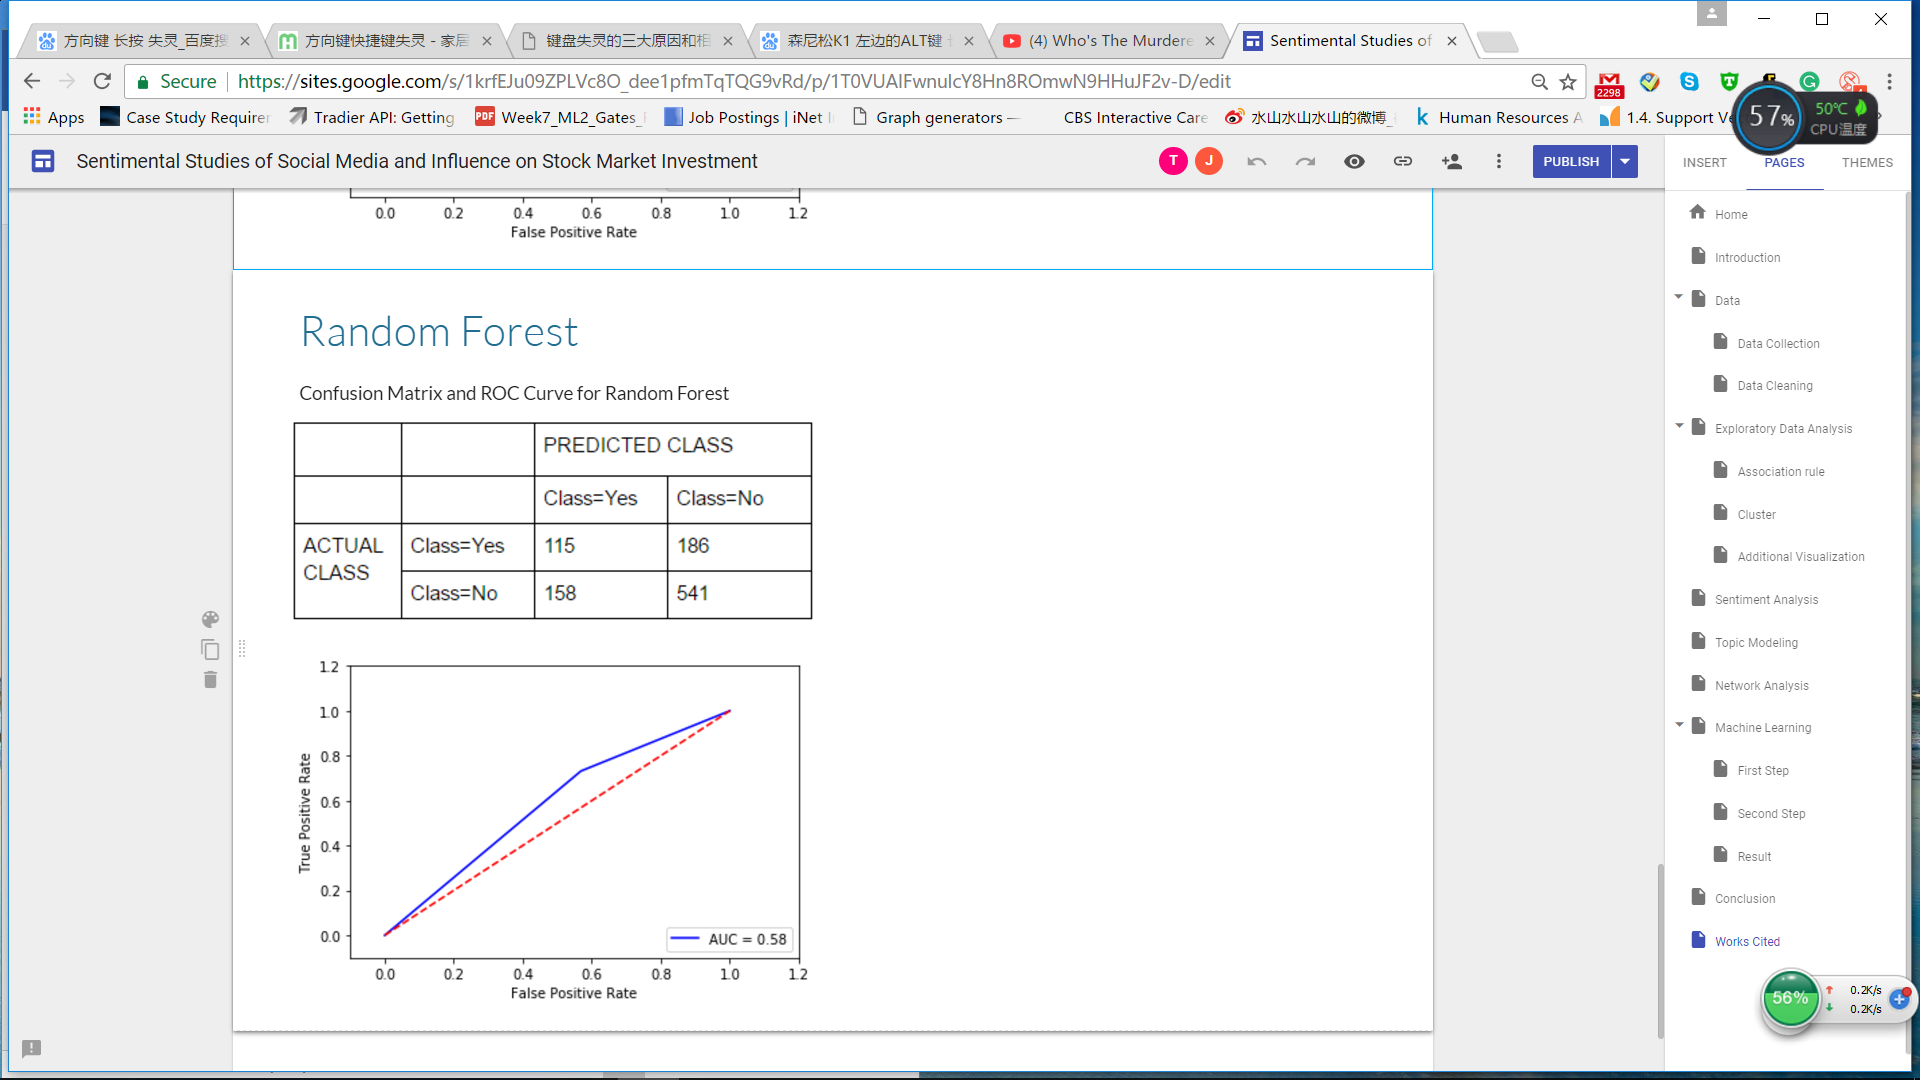 方向键 长按 失灵_百度搜
方向键快捷键失灵 - 家居
键盘失灵的三大原因和相
森尼松K1 左边的ALT键
(4) Who's The Murdere
Sentimental Studies of
Secure
https://sites.google.com/s/1krfEJu09ZPLVc8O_dee1pfmTqTQG9vRd/p/1T0VUAlFwnulcY8Hn8ROmwN9HHuJF2v-D/edit
2298
Apps
Case Study Requirer
Tradier API: Getting
PDF
Week7_ML2_Gates_
Job Postings | iNet I
Graph generators —
CBS Interactive Care
水山水山水山的微博_
Human Resources A
1.4. Support Ve
57%
50℃
CPU温度
Sentimental Studies of Social Media and Influence on Stock Market Investment
T
J
PUBLISH
INSERT
PAGES
THEMES
0.0 0.2 0.4 0.6 0.8 1.0 1.2
False Positive Rate
Random Forest
Confusion Matrix and ROC Curve for Random Forest
PREDICTED CLASS
Class=Yes Class=No
ACTUAL CLASS Class=Yes 115 186
Class=No 158 541
1.2
1.0
0.8
0.6
0.4
0.2
0.0
True Positive Rate
AUC = 0.58
0.0 0.2 0.4 0.6 0.8 1.0 1.2
False Positive Rate
Home
Introduction
Data
Data Collection
Data Cleaning
Exploratory Data Analysis
Association rule
Cluster
Additional Visualization
Sentiment Analysis
Topic Modeling
Network Analysis
Machine Learning
First Step
Second Step
Result
Conclusion
Works Cited
56%
0.2K/s
0.2K/s